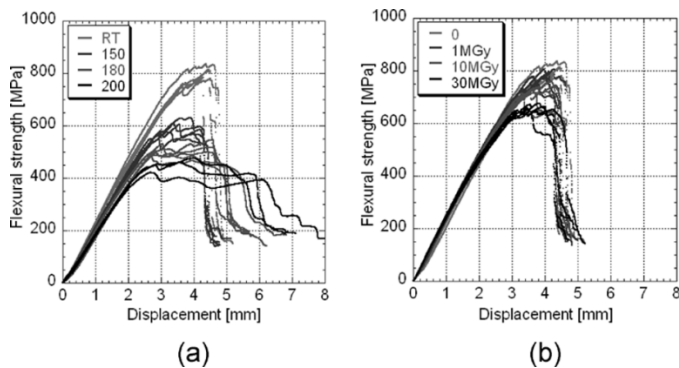 RT
150
180
200
Flexural strength [MPa]
1000
800
600
400
200
0
0 1 2 3 4 5 6 7 8
Displacement [mm]
(a)
0
1MGy
10MGy
30MGy
Flexural strength [MPa]
1000
800
600
400
200
0
0 1 2 3 4 5 6 7 8
Displacement [mm]
(b)